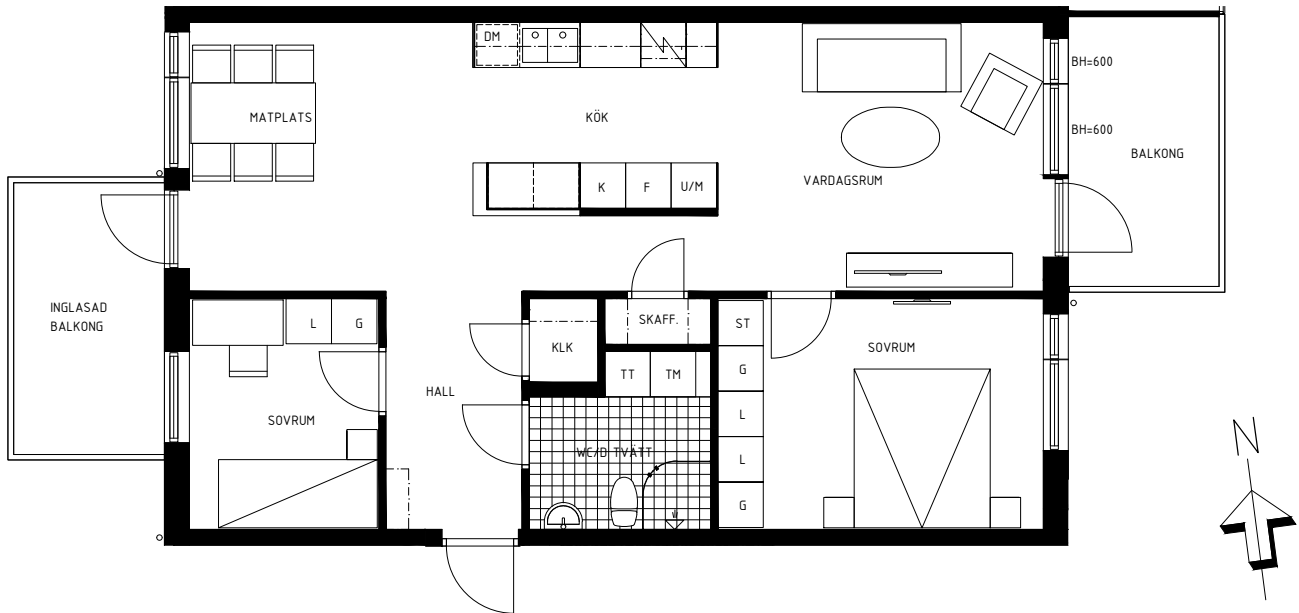 DM
BH=600
MATPLATS
KÖK
BH=600
BALKONG
VARDAGSRUM
K
F
U/M
INGLASAD
BALKONG
L
G
KLK
SKAFF.
ST
SOVRUM
TT
TM
G
HALL
L
SOVRUM
WC/D TVÄTT
L
G
N